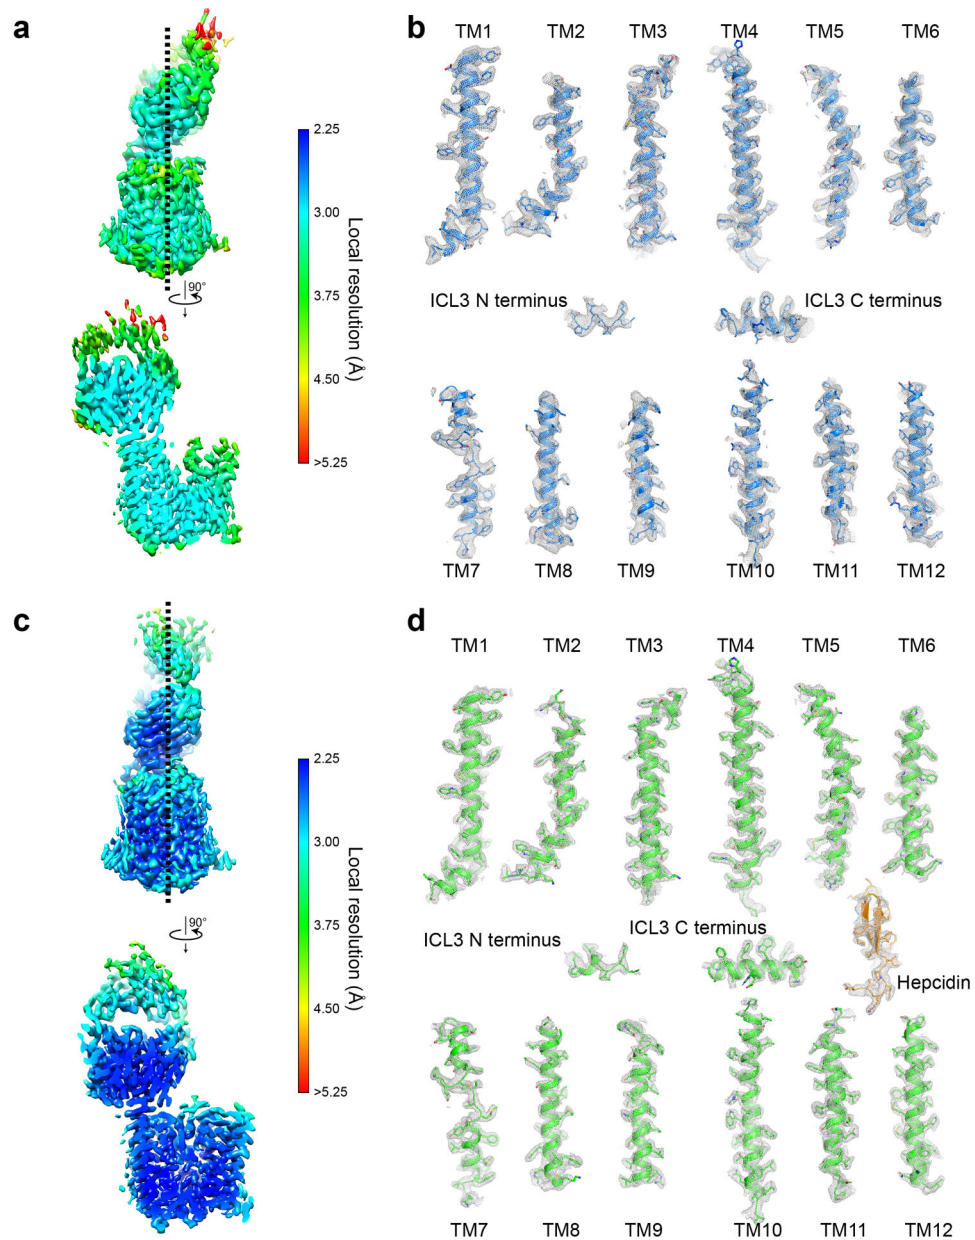 a
90°
2.25
3.00
3.75
4.50
>5.25
Local resolution (Å)
b
TM1 TM2 TM3 TM4 TM5 TM6
ICL3 N terminus
ICL3 C terminus
TM7 TM8 TM9 TM10 TM11 TM12
c
90°
2.25
3.00
3.75
4.50
>5.25
Local resolution (Å)
d
TM1 TM2 TM3 TM4 TM5 TM6
ICL3 N terminus
ICL3 C terminus
Hepcidin
TM7 TM8 TM9 TM10 TM11 TM12